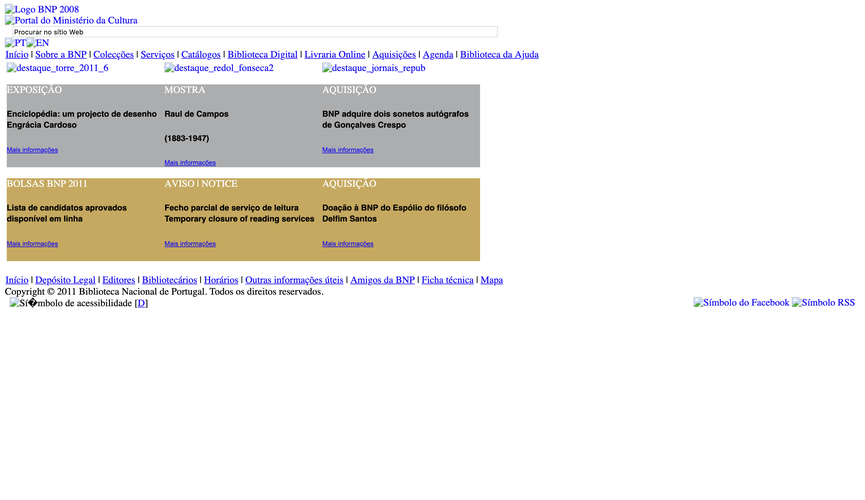 Logo BNP 2008
Portal do Ministério da Cultura
Procurar no sítio Web
PT EN
Início | Sobre a BNP | Colecções | Serviços | Catálogos | Biblioteca Digital | Livraria Online | Aquisições | Agenda | Biblioteca da Ajuda
destaque_torre_2011_6 destaque_redol_fonseca2 destaque_jornais_repub
EXPOSIÇÃO
Enciclopédia: um projecto de desenho
Engrácia Cardoso
Mais informações
MOSTRA
Raul de Campos
(1883-1947)
Mais informações
AQUISIÇÃO
BNP adquire dois sonetos autógrafos
de Gonçalves Crespo
Mais informações
BOLSAS BNP 2011
Lista de candidatos aprovados
disponível em linha
Mais informações
AVISO | NOTICE
Fecho parcial de serviço de leitura
Temporary closure of reading services
Mais informações
AQUISIÇÃO
Doação à BNP do Espólio do filósofo
Delfim Santos
Mais informações
Início | Depósito Legal | Editores | Bibliotecários | Horários | Outras informações úteis | Amigos da BNP | Ficha técnica | Mapa
Copyright © 2011 Biblioteca Nacional de Portugal. Todos os direitos reservados.
Sí�mbolo de acessibilidade [D] Símbolo do Facebook Símbolo RSS